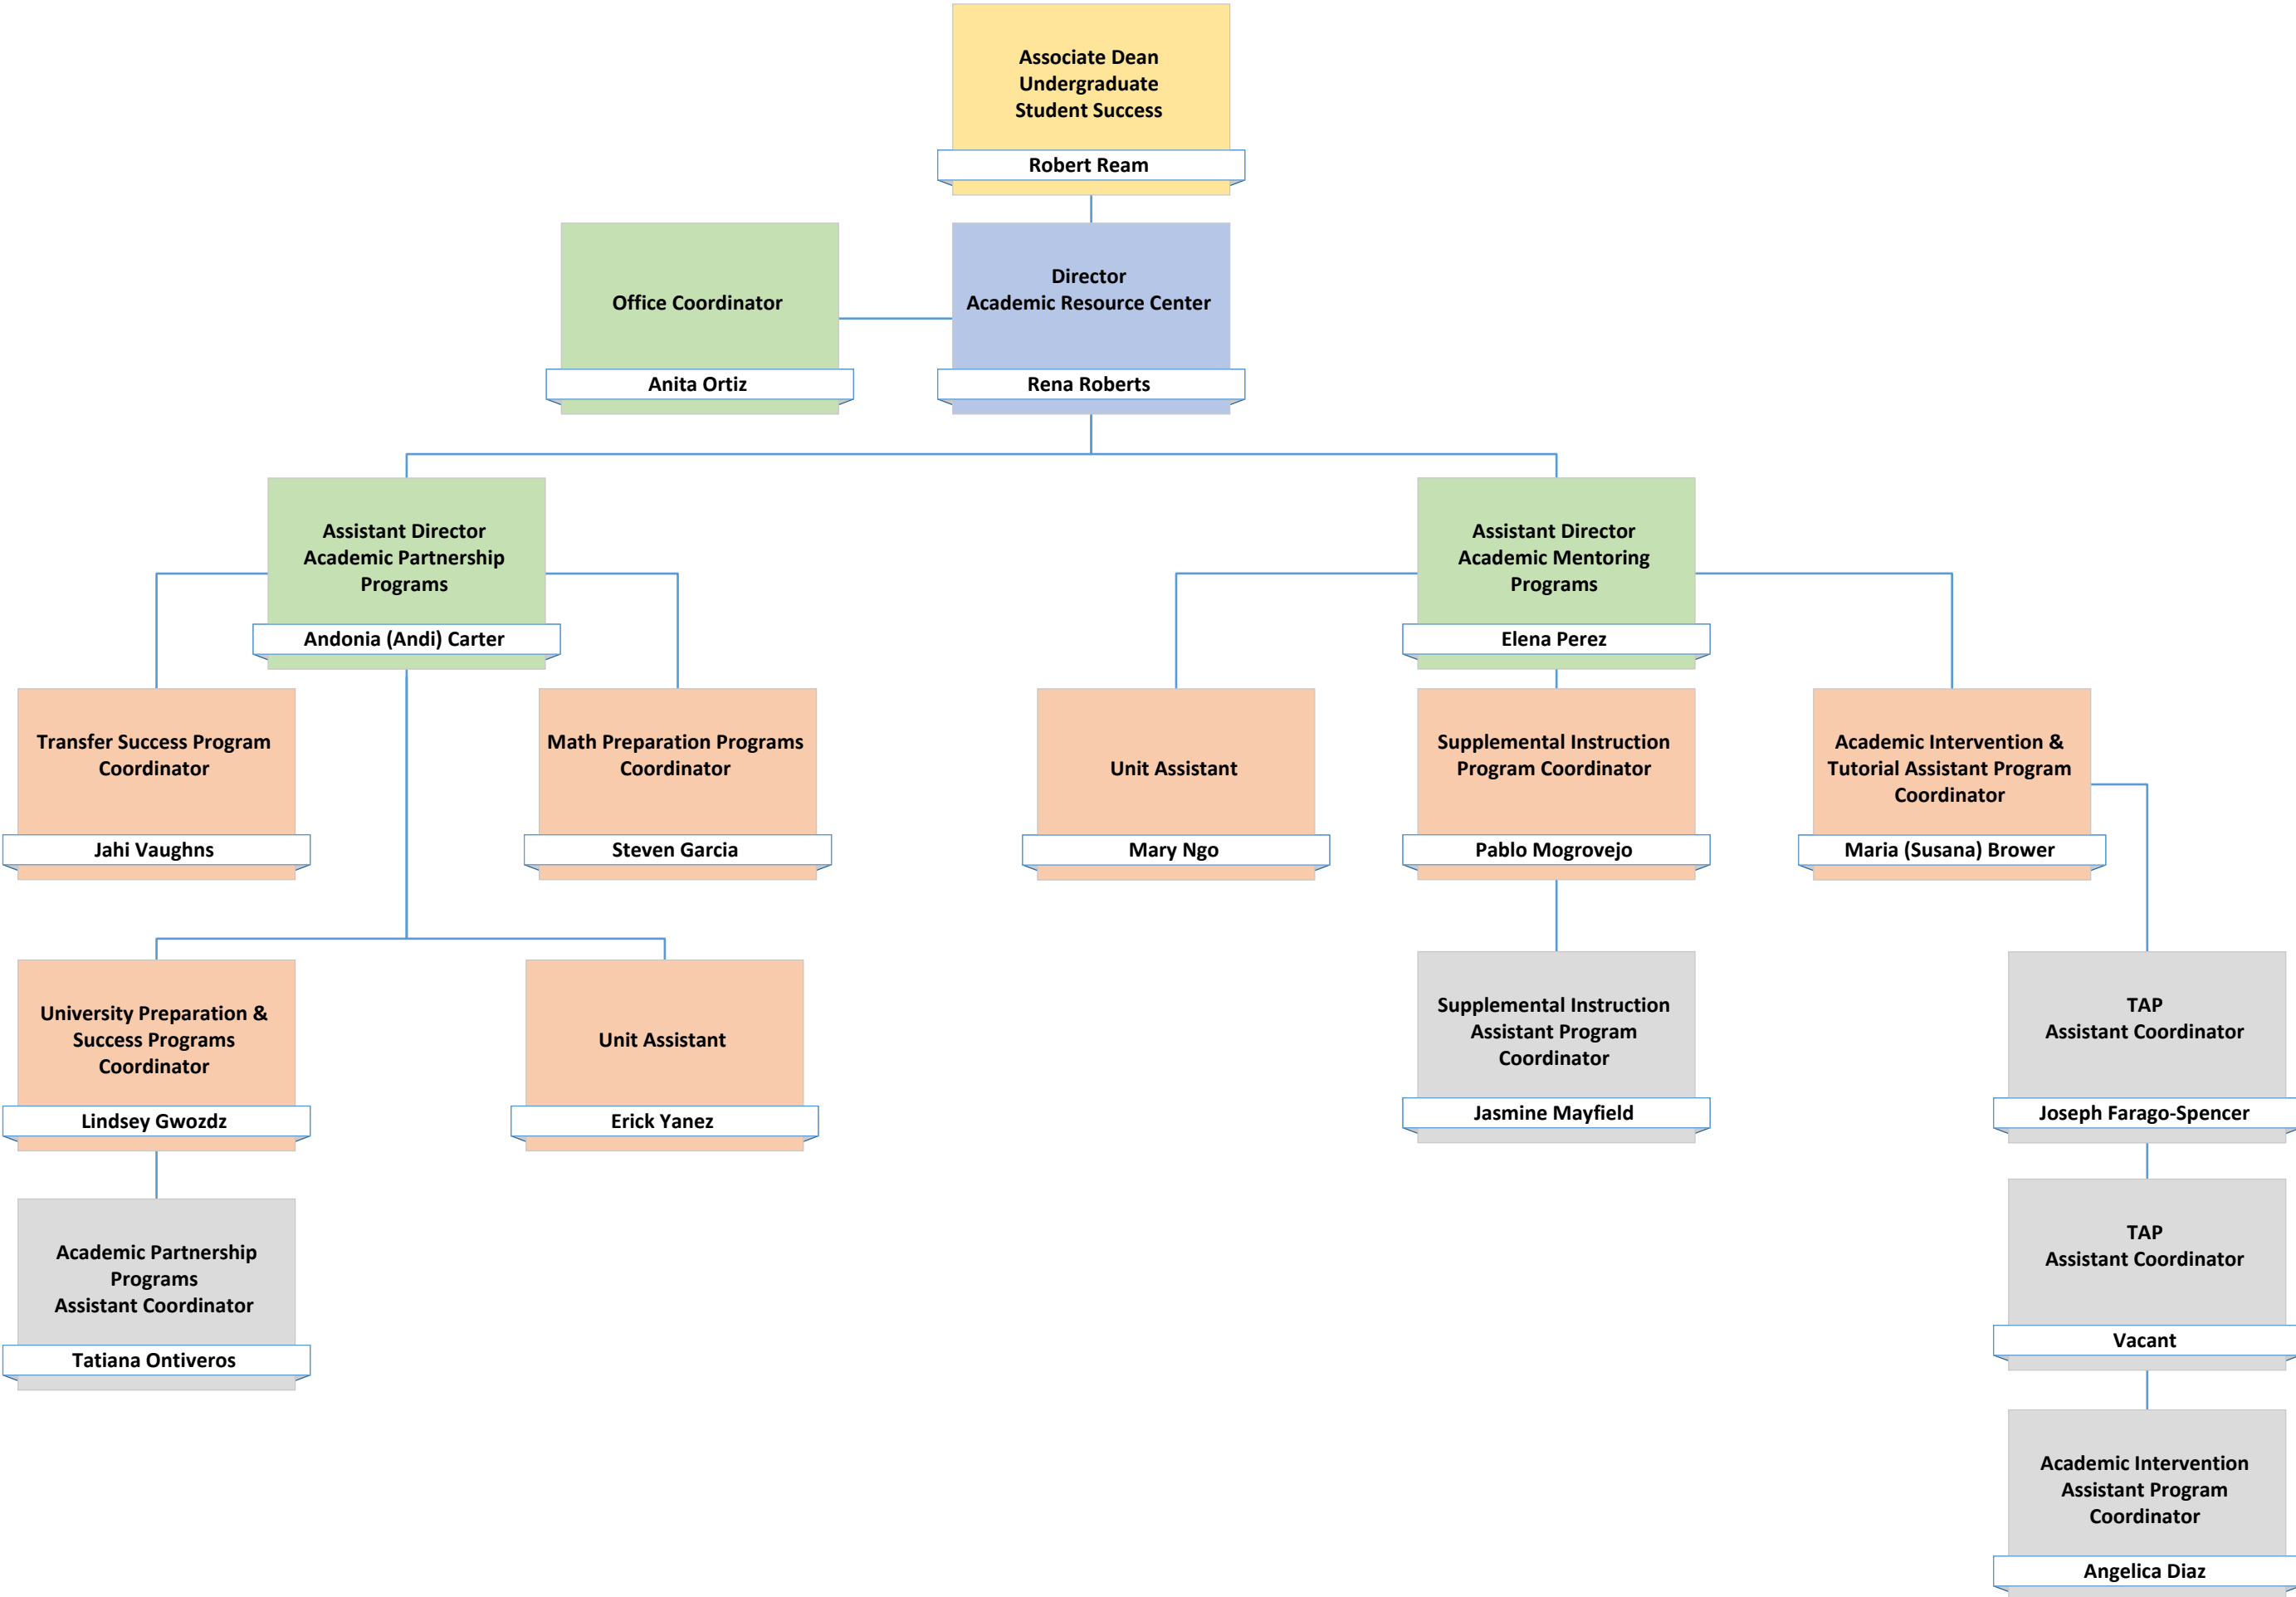 Associate Dean
Undergraduate
Student Success
Robert Ream
Office Coordinator
Anita Ortiz
Director
Academic Resource Center
Rena Roberts
Assistant Director
Academic Partnership
Programs
Andonia (Andi) Carter
Assistant Director
Academic Mentoring
Programs
Elena Perez
Transfer Success Program
Coordinator
Jahi Vaughns
Math Preparation Programs
Coordinator
Steven Garcia
Unit Assistant
Mary Ngo
Supplemental Instruction
Program Coordinator
Pablo Mogrovejo
Academic Intervention &
Tutorial Assistant Program
Coordinator
Maria (Susana) Brower
University Preparation &
Success Programs
Coordinator
Lindsey Gwozdz
Unit Assistant
Erick Yanez
Supplemental Instruction
Assistant Program
Coordinator
Jasmine Mayfield
TAP
Assistant Coordinator
Joseph Farago-Spencer
Academic Partnership
Programs
Assistant Coordinator
Tatiana Ontiveros
TAP
Assistant Coordinator
Vacant
Academic Intervention
Assistant Program
Coordinator
Angelica Diaz